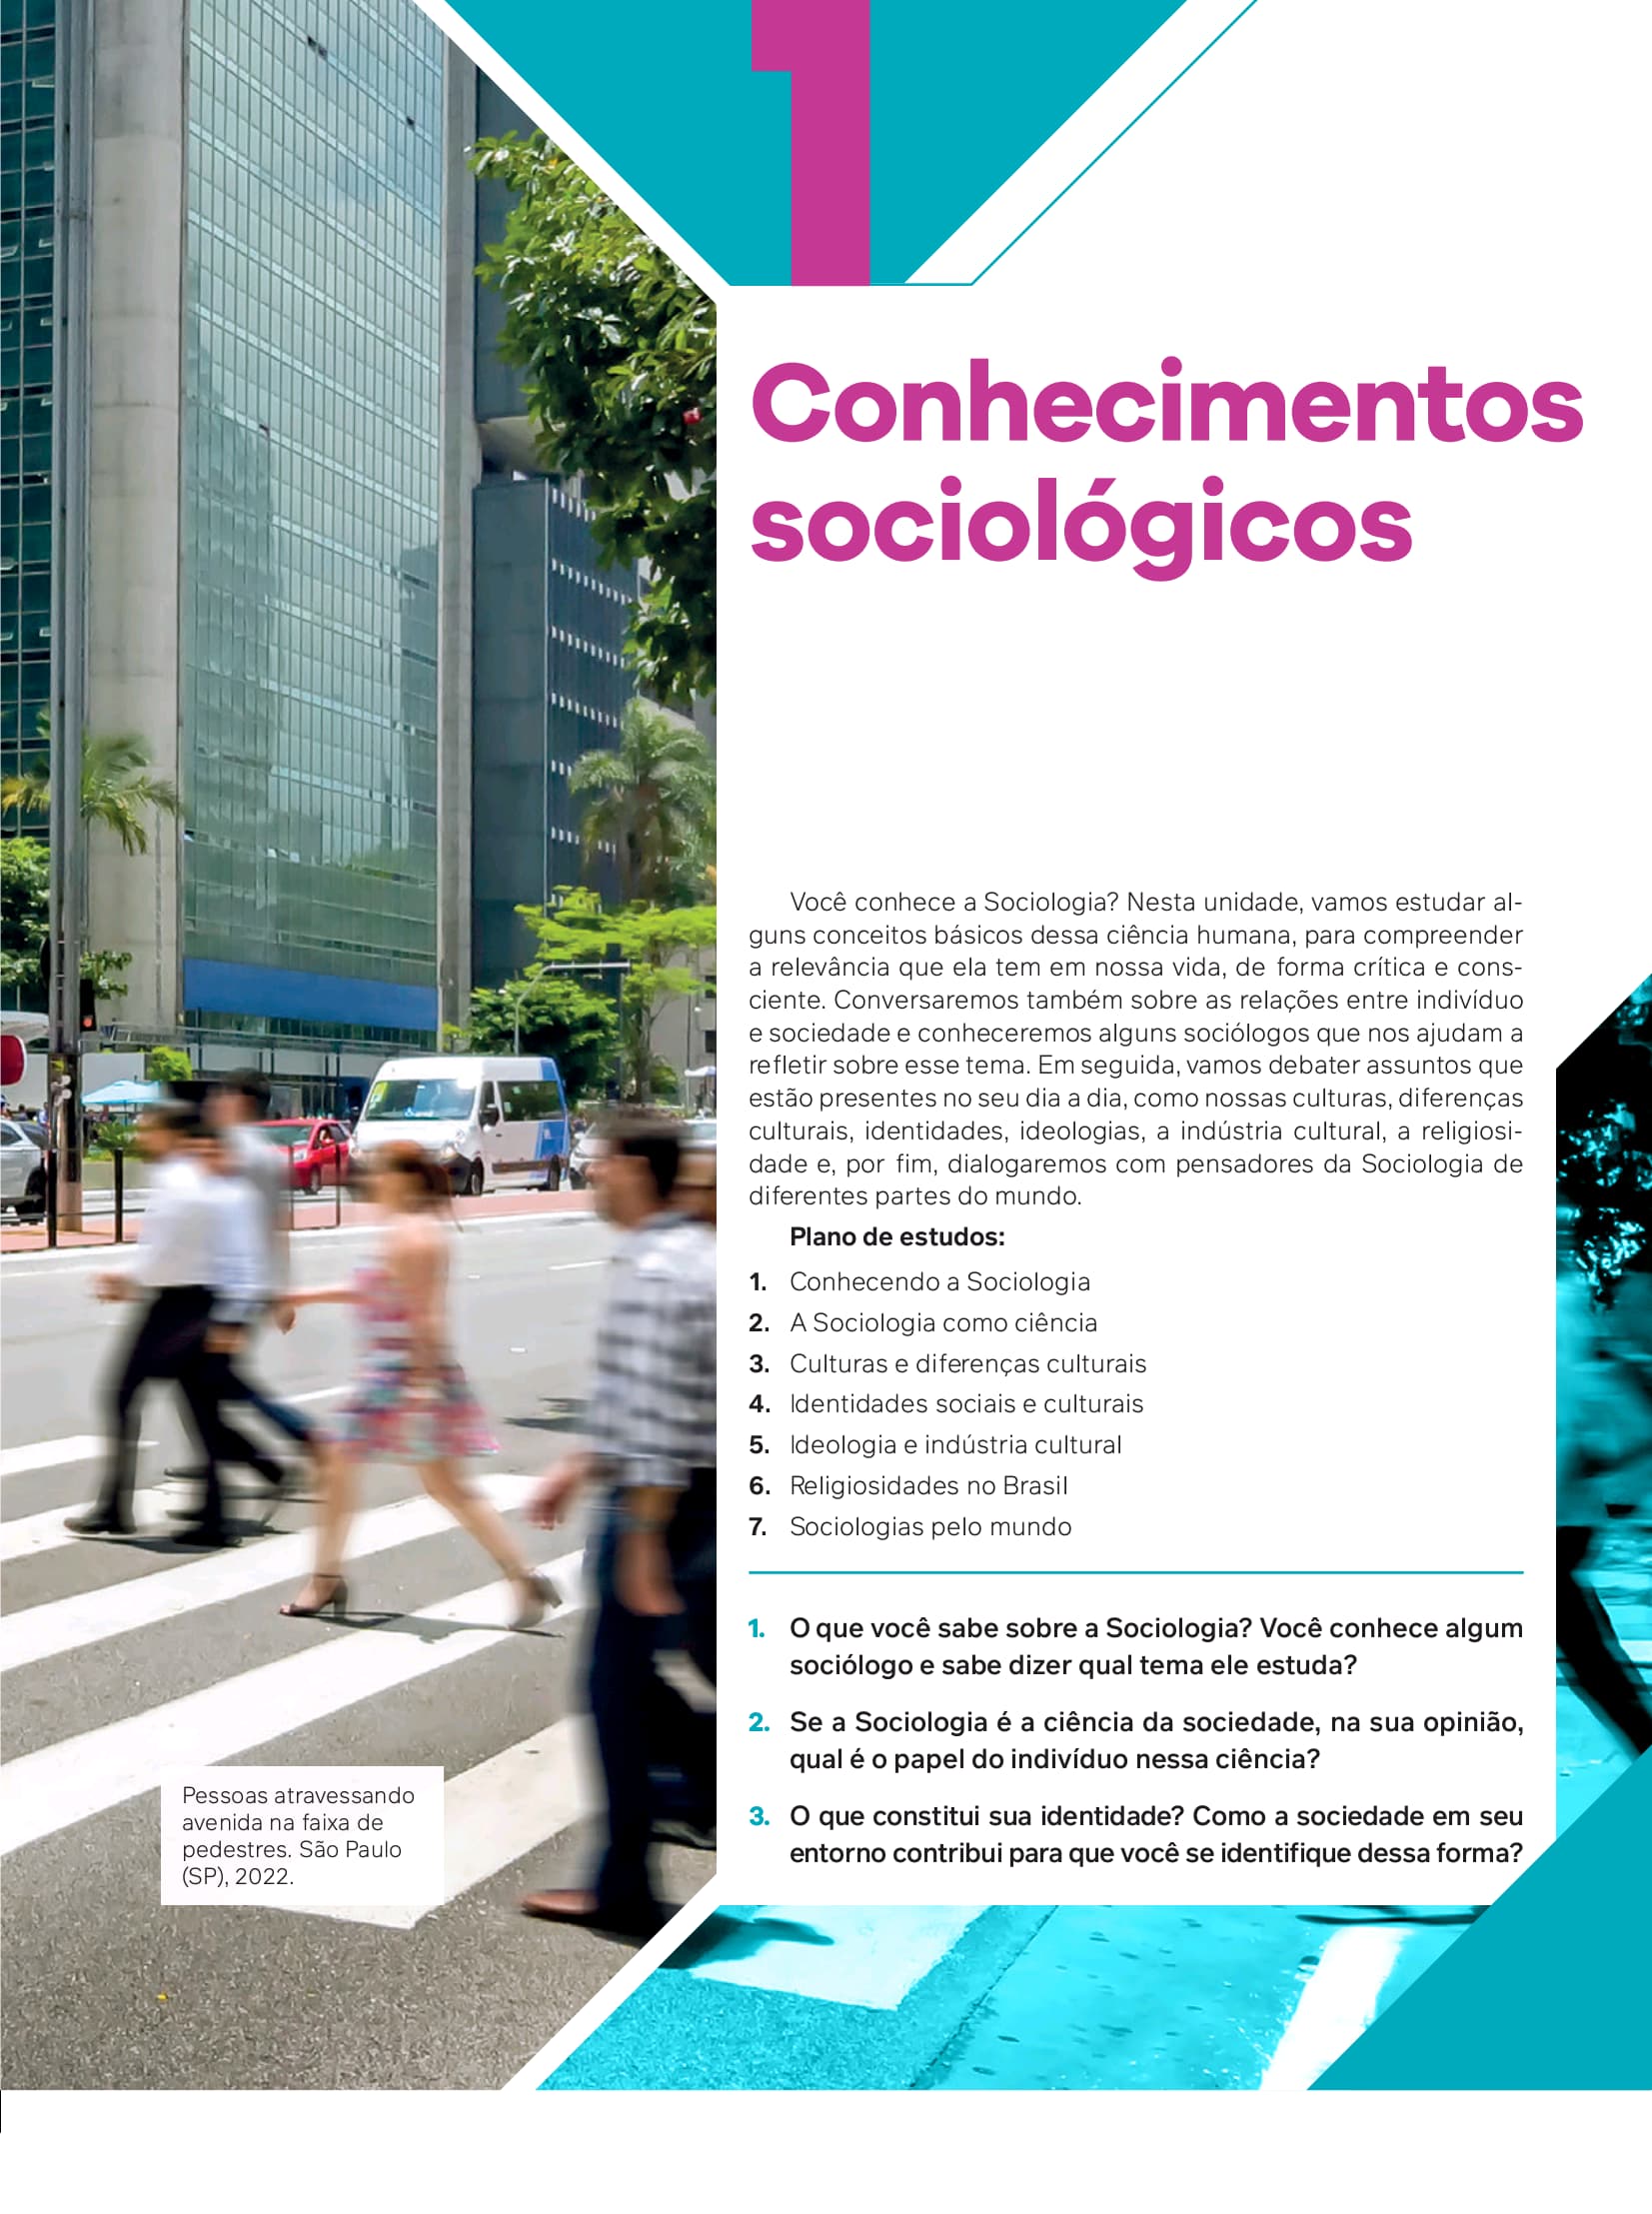 1
Conhecimentos
sociológicos
Você conhece a Sociologia? Nesta unidade, vamos estudar al-
guns conceitos básicos dessa ciência humana, para compreender
a relevância que ela tem em nossa vida, de forma crítica e cons-
ciente. Conversaremos também sobre as relações entre indivíduo
e sociedade e conheceremos alguns sociólogos que nos ajudam a
refletir sobre esse tema. Em seguida, vamos debater assuntos que
estão presentes no seu dia a dia, como nossas culturas, diferenças
culturais, identidades, ideologias, a indústria cultural, a religiosi-
dade e, por fim, dialogaremos com pensadores da Sociologia de
diferentes partes do mundo.
Plano de estudos:
1. Conhecendo a Sociologia
2. A Sociologia como ciência
3. Culturas e diferenças culturais
4. Identidades sociais e culturais
5. Ideologia e indústria cultural
6. Religiosidades no Brasil
7. Sociologias pelo mundo
1. O que você sabe sobre a Sociologia? Você conhece algum
sociólogo e sabe dizer qual tema ele estuda?
2. Se a Sociologia é a ciência da sociedade, na sua opinião,
qual é o papel do indivíduo nessa ciência?
3. O que constitui sua identidade? Como a sociedade em seu
entorno contribui para que você se identifique dessa forma?
Pessoas atravessando
avenida na faixa de
pedestres. São Paulo
(SP), 2022.